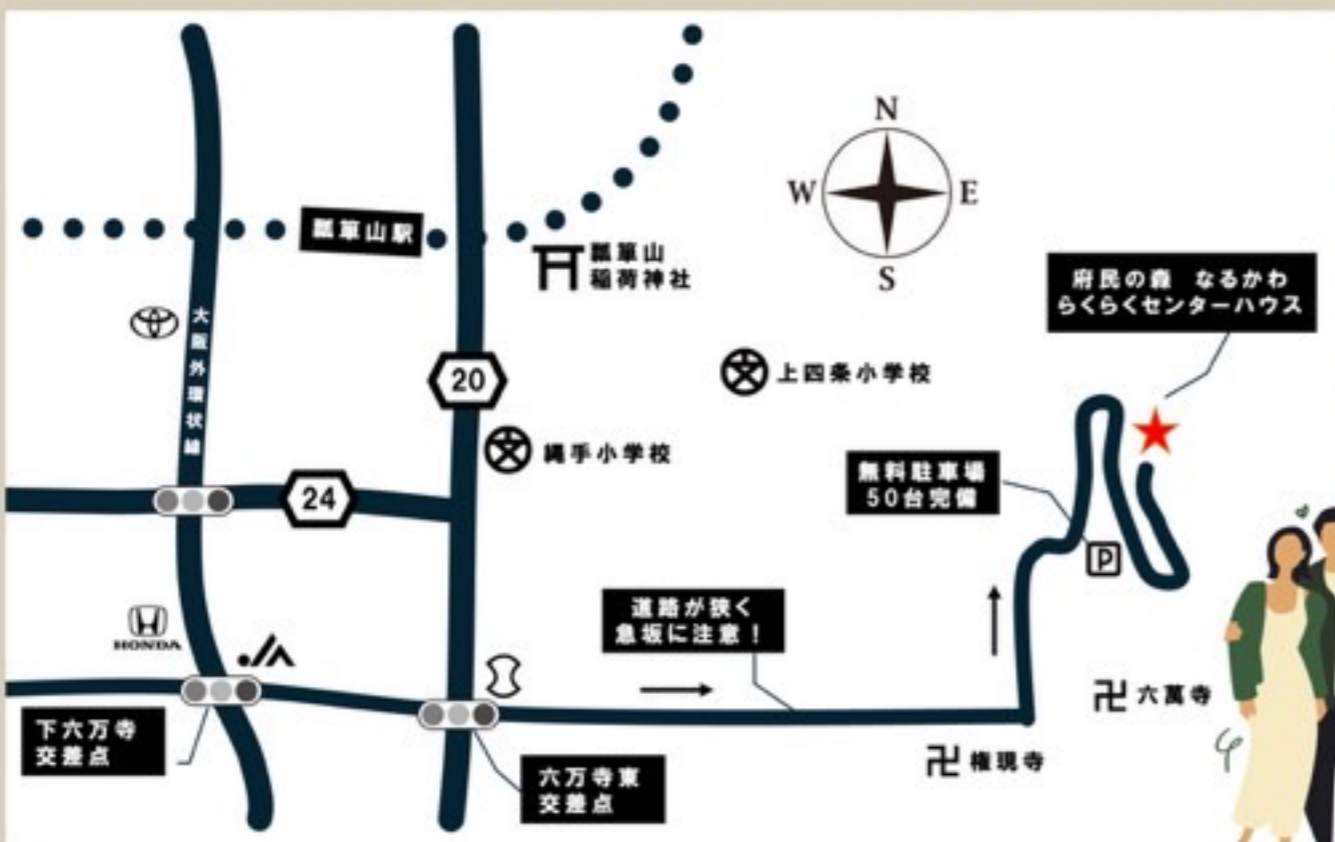 N
W
E
S
瓢箪山駅
瓢箪山
稲荷神社
府民の森 なるかわ
らくらくセンターハウス
大阪外環状線
20
上四条小学校
縄手小学校
24
無料駐車場
50台完備
P
HONDA
JA
道路が狭く
急坂に注意！
下六万寺
交差点
六万寺東
交差点
卍 六萬寺
卍 権現寺